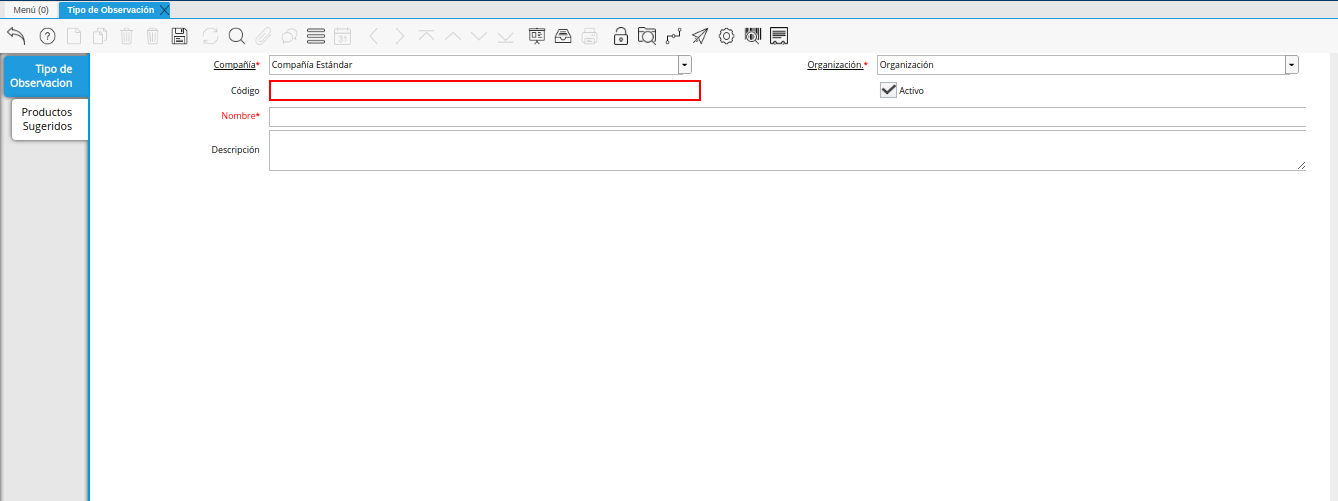 Menú (0) Tipo de Observación
31
Tipo de
Observacion
Productos
Sugeridos
Compañía* Compañía Estándar Organización.* Organización
Código Activo
Nombre*
Descripción